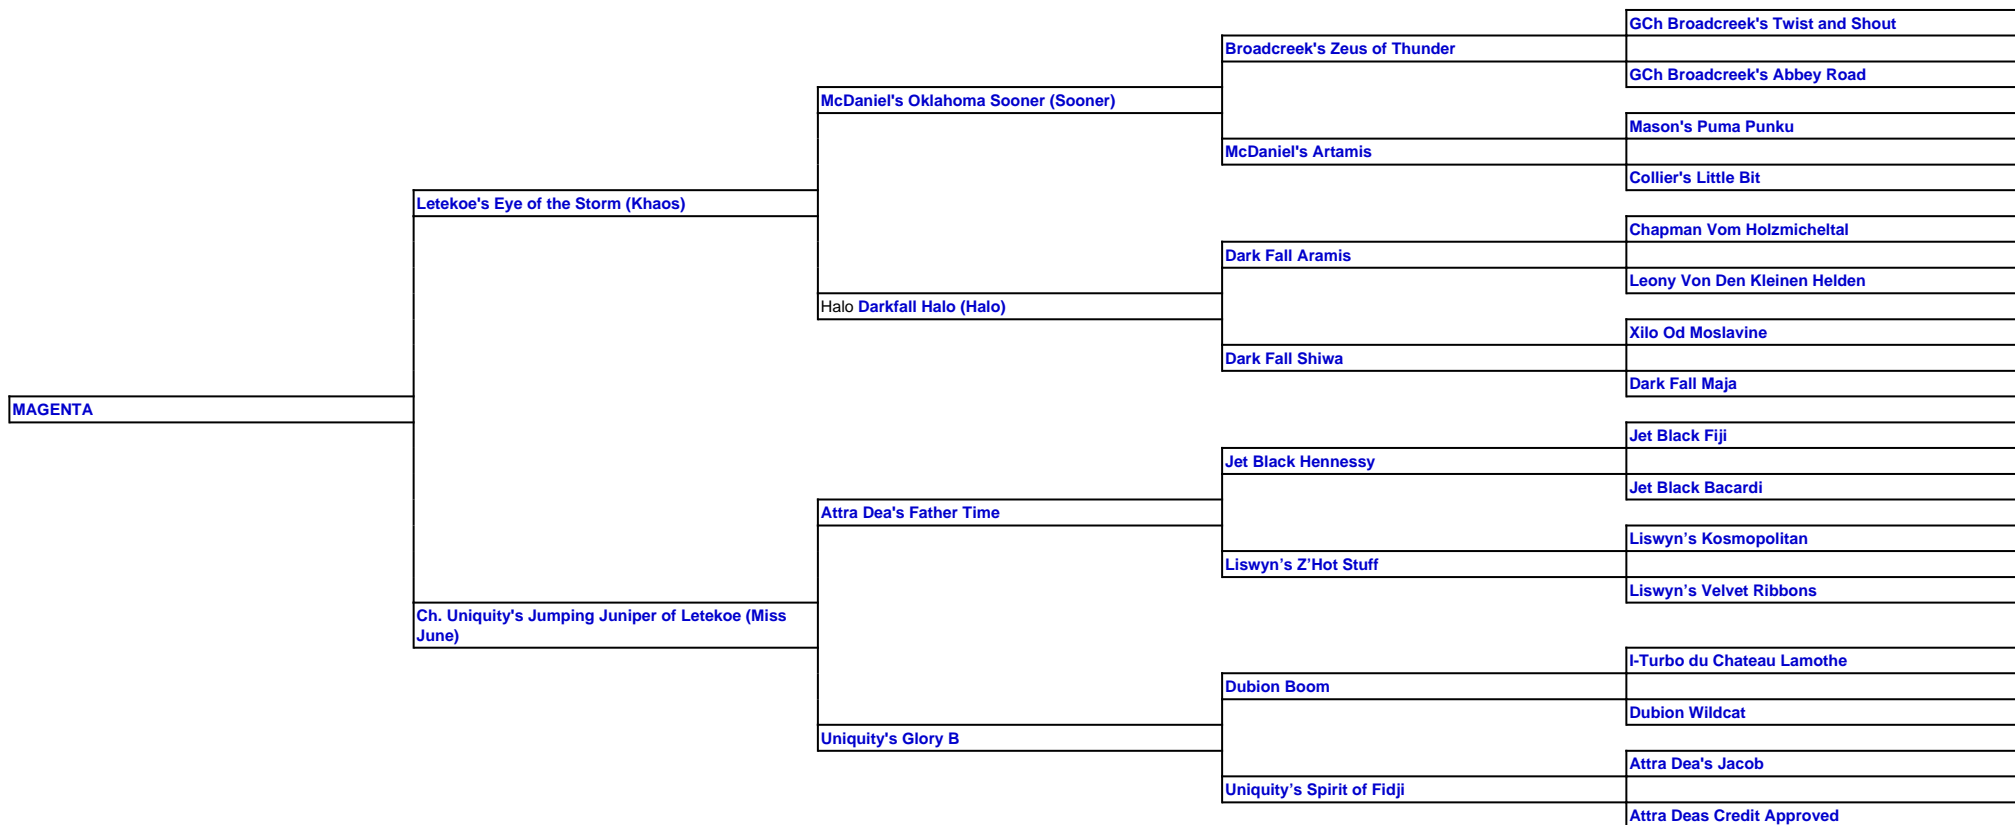 GCh Broadcreek's Twist and Shout
Broadcreek's Zeus of Thunder
GCh Broadcreek's Abbey Road
McDaniel's Oklahoma Sooner (Sooner)
Mason's Puma Punku
McDaniel's Artamis
Collier's Little Bit
Letekoe's Eye of the Storm (Khaos)
Chapman Vom Holzmicheltal
Dark Fall Aramis
Leony Von Den Kleinen Helden
Halo Darkfall Halo (Halo)
Xilo Od Moslavine
Dark Fall Shiwa
Dark Fall Maja
MAGENTA
Jet Black Fiji
Jet Black Hennessy
Jet Black Bacardi
Attra Dea's Father Time
Liswyn’s Kosmopolitan
Liswyn’s Z’Hot Stuff
Liswyn’s Velvet Ribbons
Ch. Uniquity's Jumping Juniper of Letekoe (Miss
June)
I-Turbo du Chateau Lamothe
Dubion Boom
Dubion Wildcat
Uniquity's Glory B
Attra Dea's Jacob
Uniquity’s Spirit of Fidji
Attra Deas Credit Approved